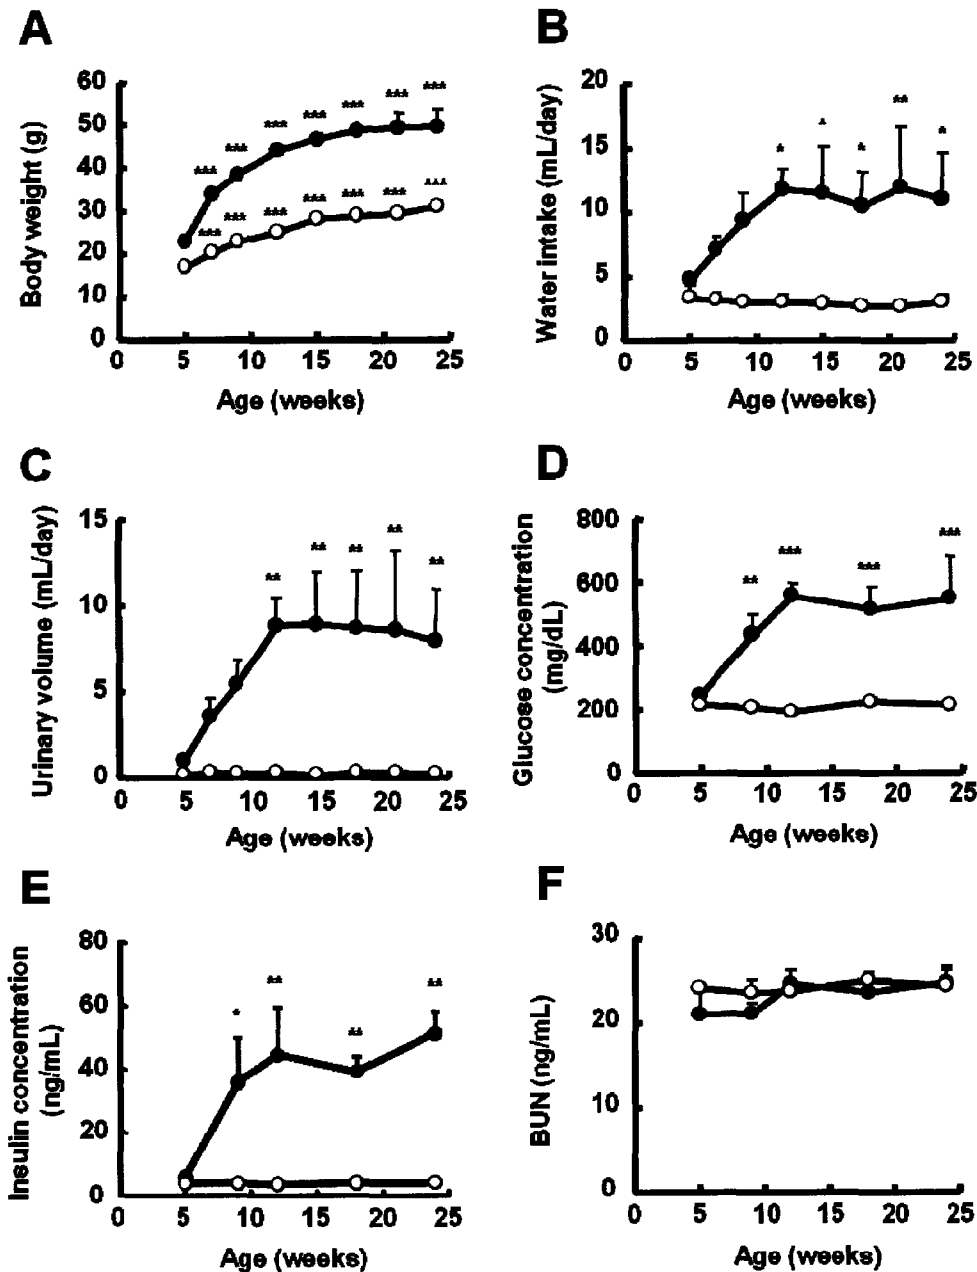 A
60
50
40
30
20
10
0
Body weight (g)
*** *** *** *** *** *** ***
*** *** *** *** *** *** ***
0 5 10 15 20 25
Age (weeks)
B
20
15
10
5
0
Water intake (mL/day)
* * * ** *
0 5 10 15 20 25
Age (weeks)
C
15
10
5
0
Urinary volume (mL/day)
** ** ** ** **
0 5 10 15 20 25
Age (weeks)
D
800
600
400
200
0
Glucose concentration
(mg/dL)
** *** *** ***
0 5 10 15 20 25
Age (weeks)
E
80
60
40
20
0
Insulin concentration
(ng/mL)
* ** ** **
0 5 10 15 20 25
Age (weeks)
F
30
20
10
0
BUN (ng/mL)
0 5 10 15 20 25
Age (weeks)